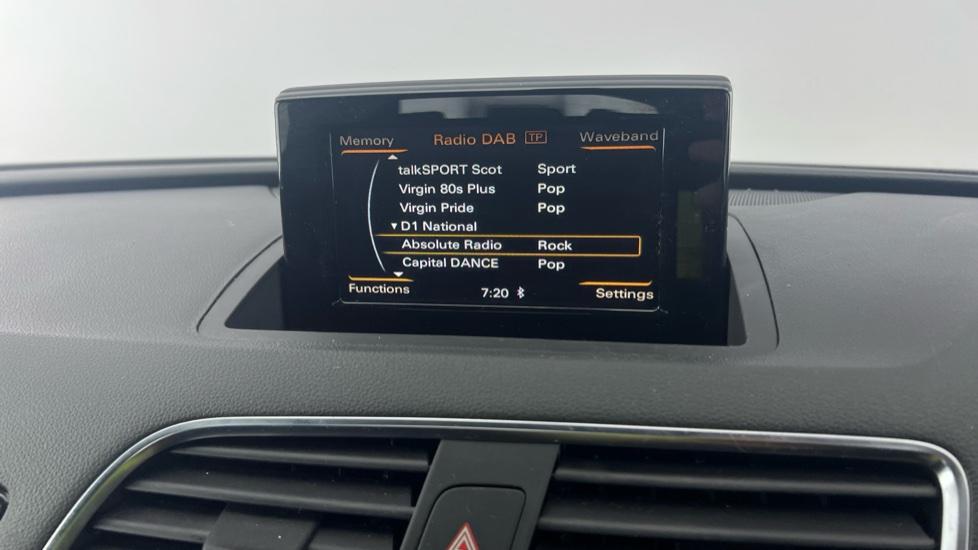 Memory Radio DAB TP Waveband
talkSPORT Scot Sport
Virgin 80s Plus Pop
Virgin Pride Pop
▾ D1 National
Absolute Radio Rock
Capital DANCE Pop
Functions 7:20 Settings